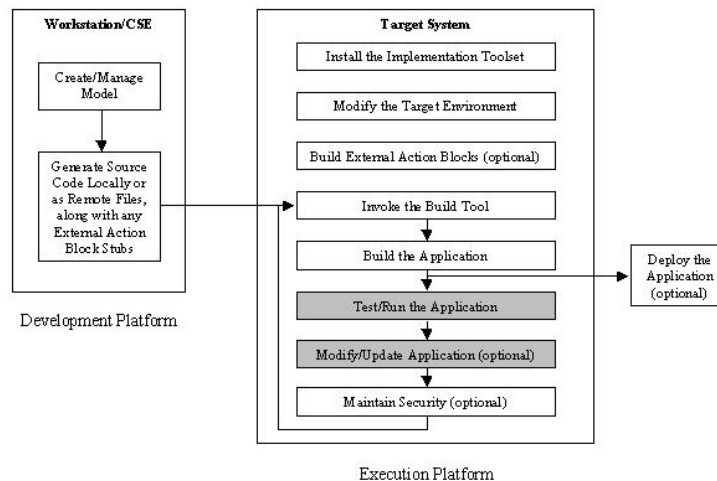 Workstation/CSE
Create/Manage
Model
Generate Source
Code Locally or
as Remote Files,
along with any
External Action
Block Stubs
Development Platform
Target System
Install the Implementation Toolset
Modify the Target Environment
Build External Action Blocks (optional)
Invoke the Build Tool
Build the Application
Test/Run the Application
Modify/Update Application (optional)
Maintain Security (optional)
Execution Platform
Deploy the
Application
(optional)